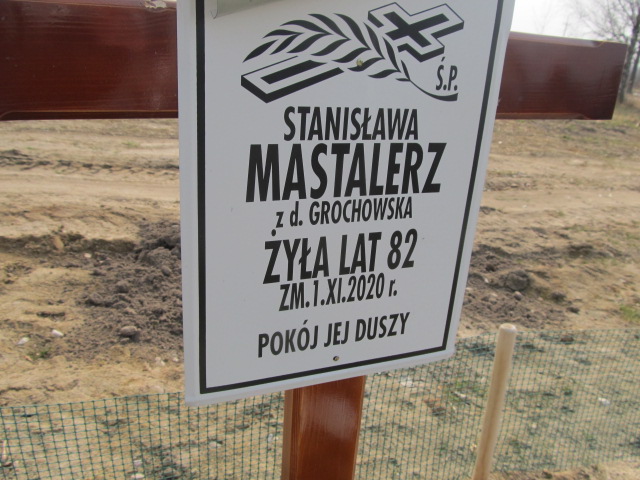 Ś.P.
STANISŁAWA
MASTALERZ
z d. GROCHOWSKA
ŻYŁA LAT 82
ZM.1.XI.2020 r.
POKÓJ JEJ DUSZY